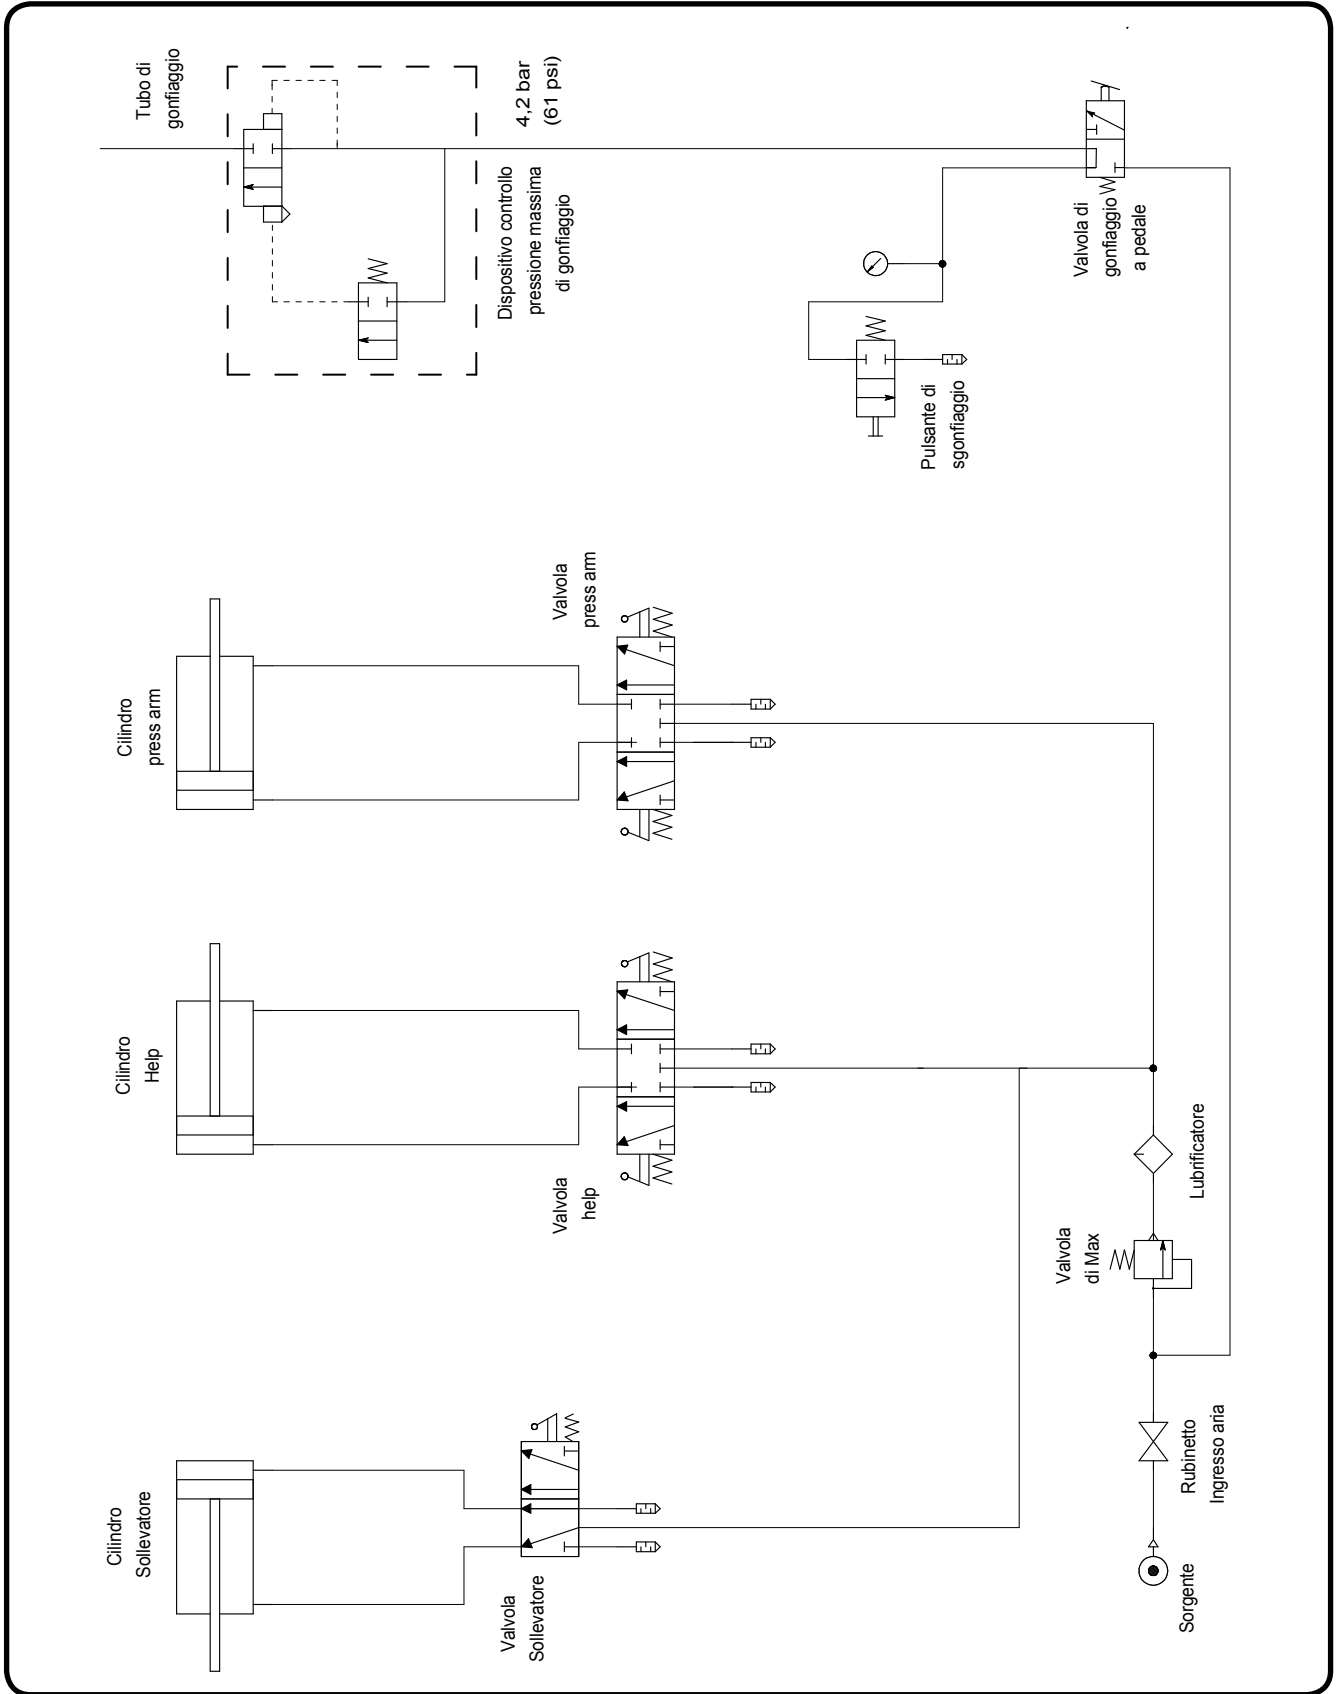 Tubo di
gonfiaggio
4,2 bar
(61 psi)
Dispositivo controllo
pressione massima
di gonfiaggio
Valvola di
gonfiaggio
a pedale
Pulsante di
sgonfiaggio
Cilindro
press arm
Valvola
press arm
Cilindro
Help
Valvola
help
Cilindro
Sollevatore
Valvola
Sollevatore
Lubrificatore
Valvola
di Max
Rubinetto
Ingresso aria
Sorgente